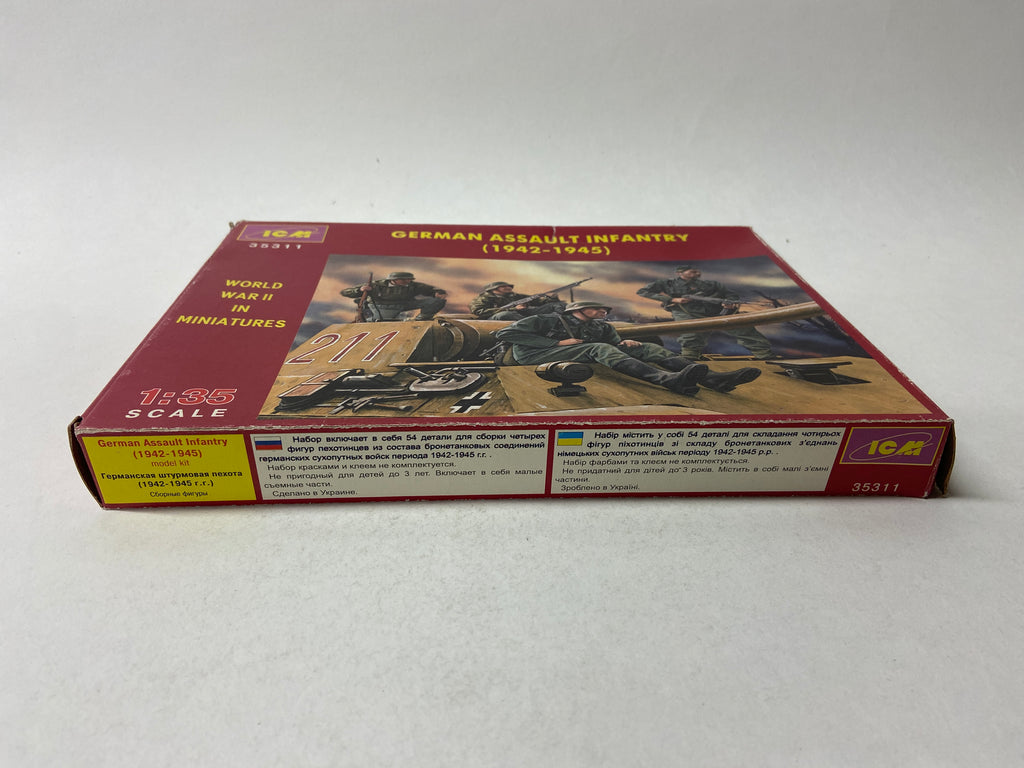 ICM
35311
GERMAN ASSAULT INFANTRY
(1942-1945)
WORLD
WAR II
IN
MINIATURES
1:35
SCALE
211
German Assault Infantry
(1942-1945)
model kit
Германская штурмовая пехота
(1942-1945 г.г.)
Сборные фигуры
Набор включает в себя 54 детали для сборки четырех
фигур пехотинцев из состава бронетанковых соединений
германских сухопутных войск периода 1942-1945 г.г. .
Набор красками и клеем не комплектуется.
Не пригодный для детей до 3 лет. Включает в себя малые
съемные части.
Сделано в Украине.
Набір містить у собі 54 деталі для складання чотирьох
фігур піхотинців зі складу бронетанкових з'єднань
німецьких сухопутних військ періоду 1942-1945 р.р. .
Набір фарбами та клеєм не комплектується.
Не придатний для дітей до 3 років. Містить в собі малі з'ємні
частини.
Зроблено в Україні.
ICM
35311